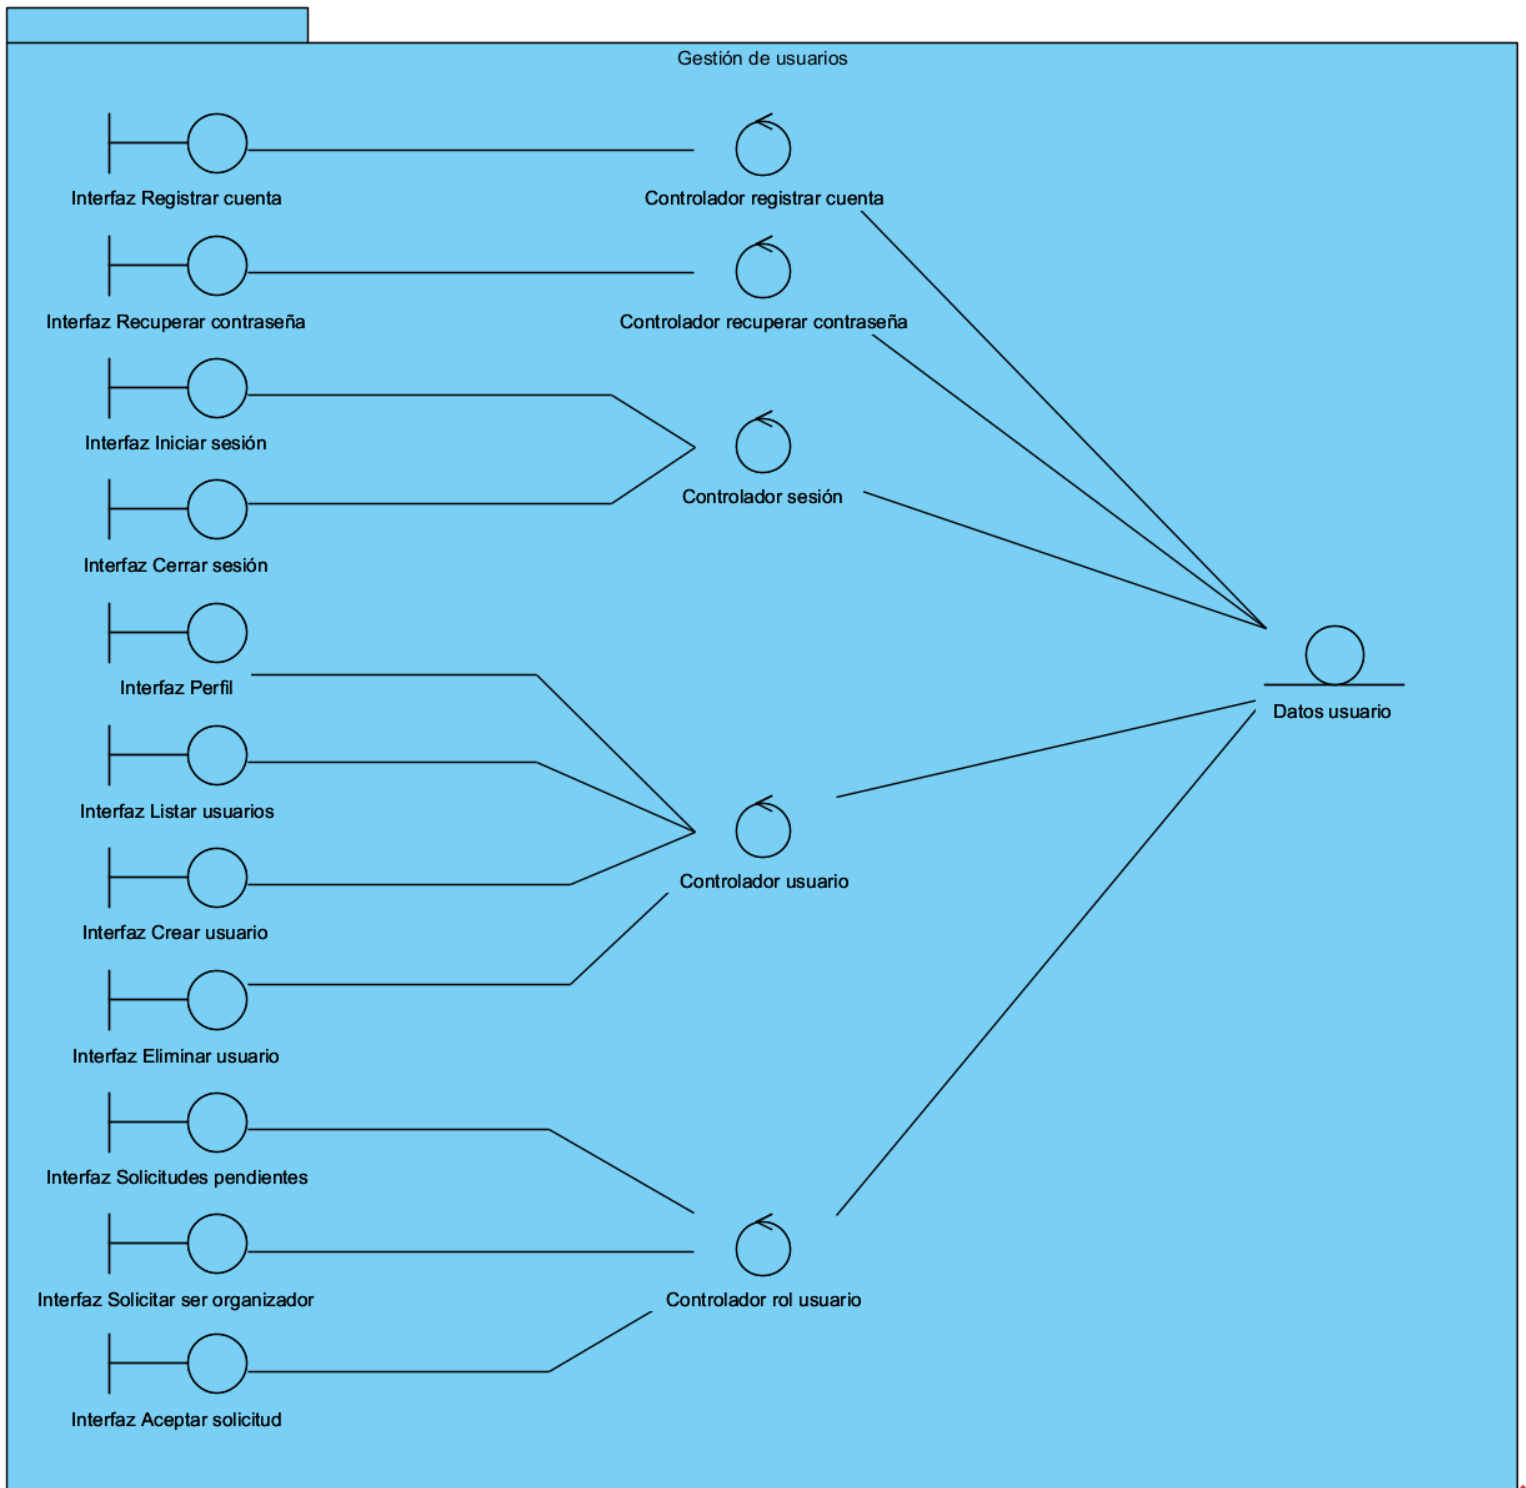 Gestión de usuarios
Interfaz Registrar cuenta
Controlador registrar cuenta
Interfaz Recuperar contraseña
Controlador recuperar contraseña
Interfaz Iniciar sesión
Controlador sesión
Interfaz Cerrar sesión
Interfaz Perfil
Datos usuario
Interfaz Listar usuarios
Controlador usuario
Interfaz Crear usuario
Interfaz Eliminar usuario
Interfaz Solicitudes pendientes
Interfaz Solicitar ser organizador
Controlador rol usuario
Interfaz Aceptar solicitud